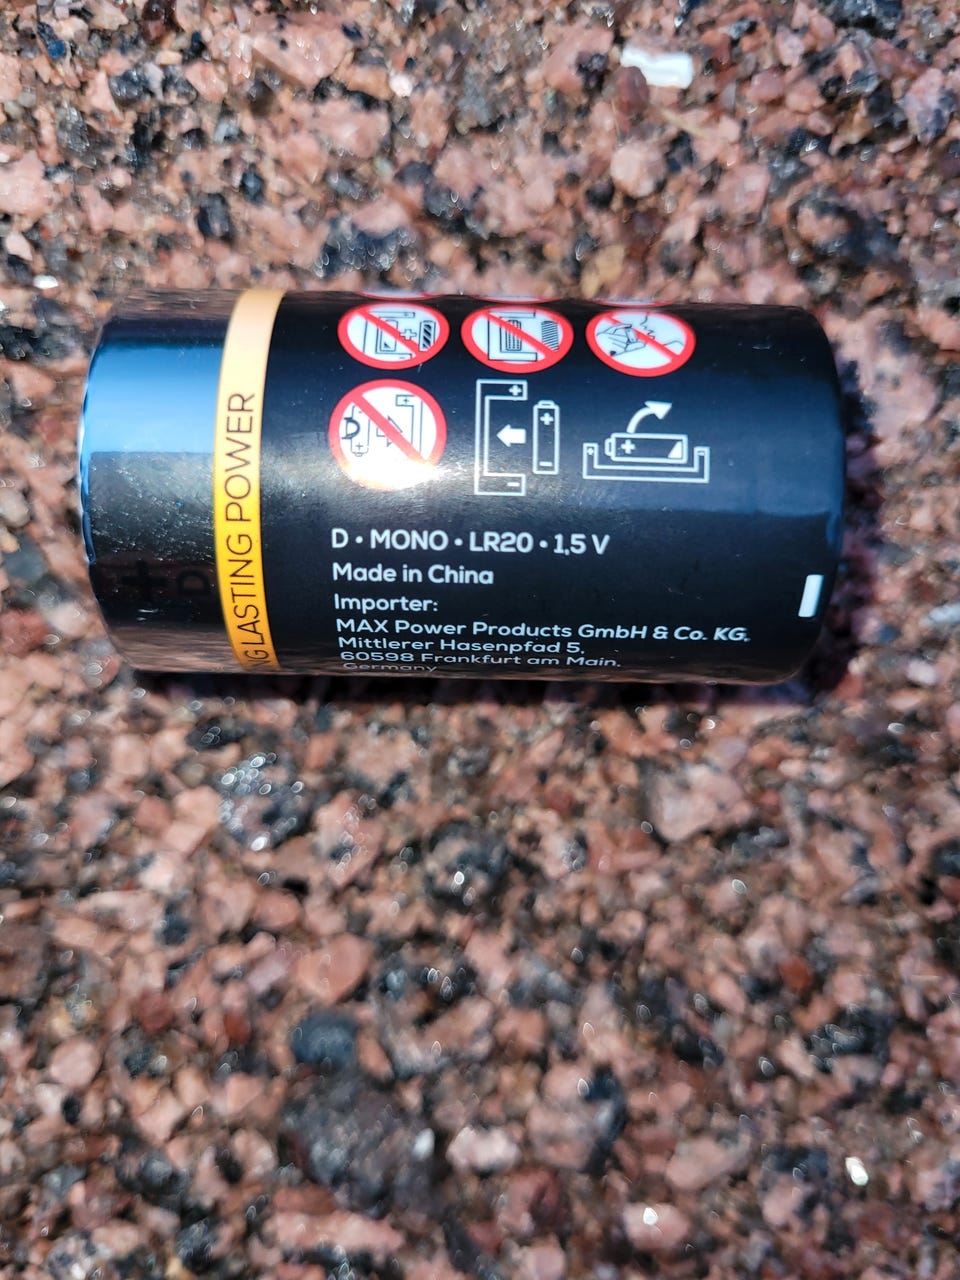 LASTING POWER
+ D
D • MONO • LR20 • 1,5 V
Made in China
Importer:
MAX Power Products GmbH & Co. KG,
Mittlerer Hasenpfad 5,
60598 Frankfurt am Main,
Germany